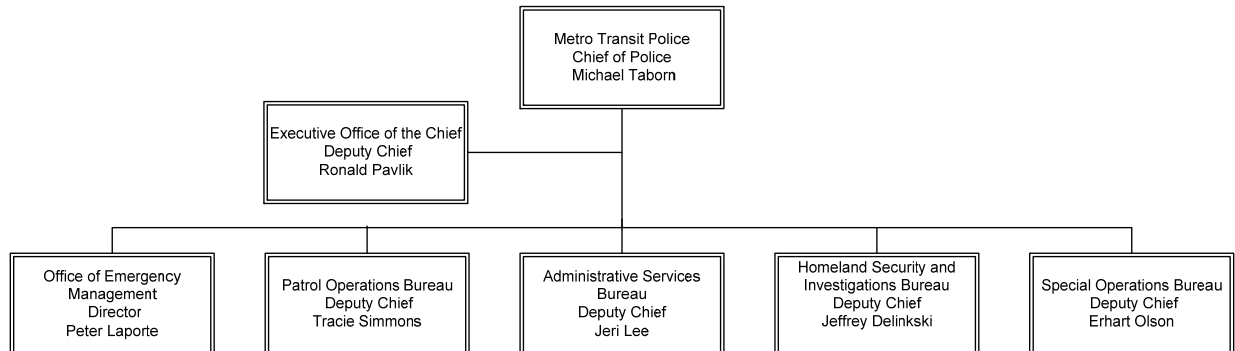 Metro Transit Police
Chief of Police
Michael Taborn
Executive Office of the Chief
Deputy Chief
Ronald Pavlik
Office of Emergency
Management
Director
Peter Laporte
Patrol Operations Bureau
Deputy Chief
Tracie Simmons
Administrative Services
Bureau
Deputy Chief
Jeri Lee
Homeland Security and
Investigations Bureau
Deputy Chief
Jeffrey Delinkski
Special Operations Bureau
Deputy Chief
Erhart Olson